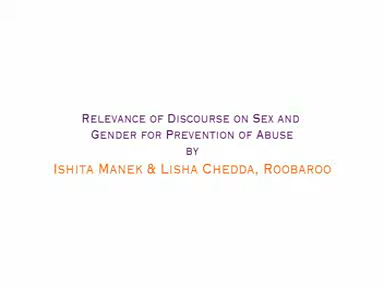 Relevance of Discourse on Sex and
Gender for Prevention of Abuse
by
Ishita Manek & Lisha Chedda, Roobaroo